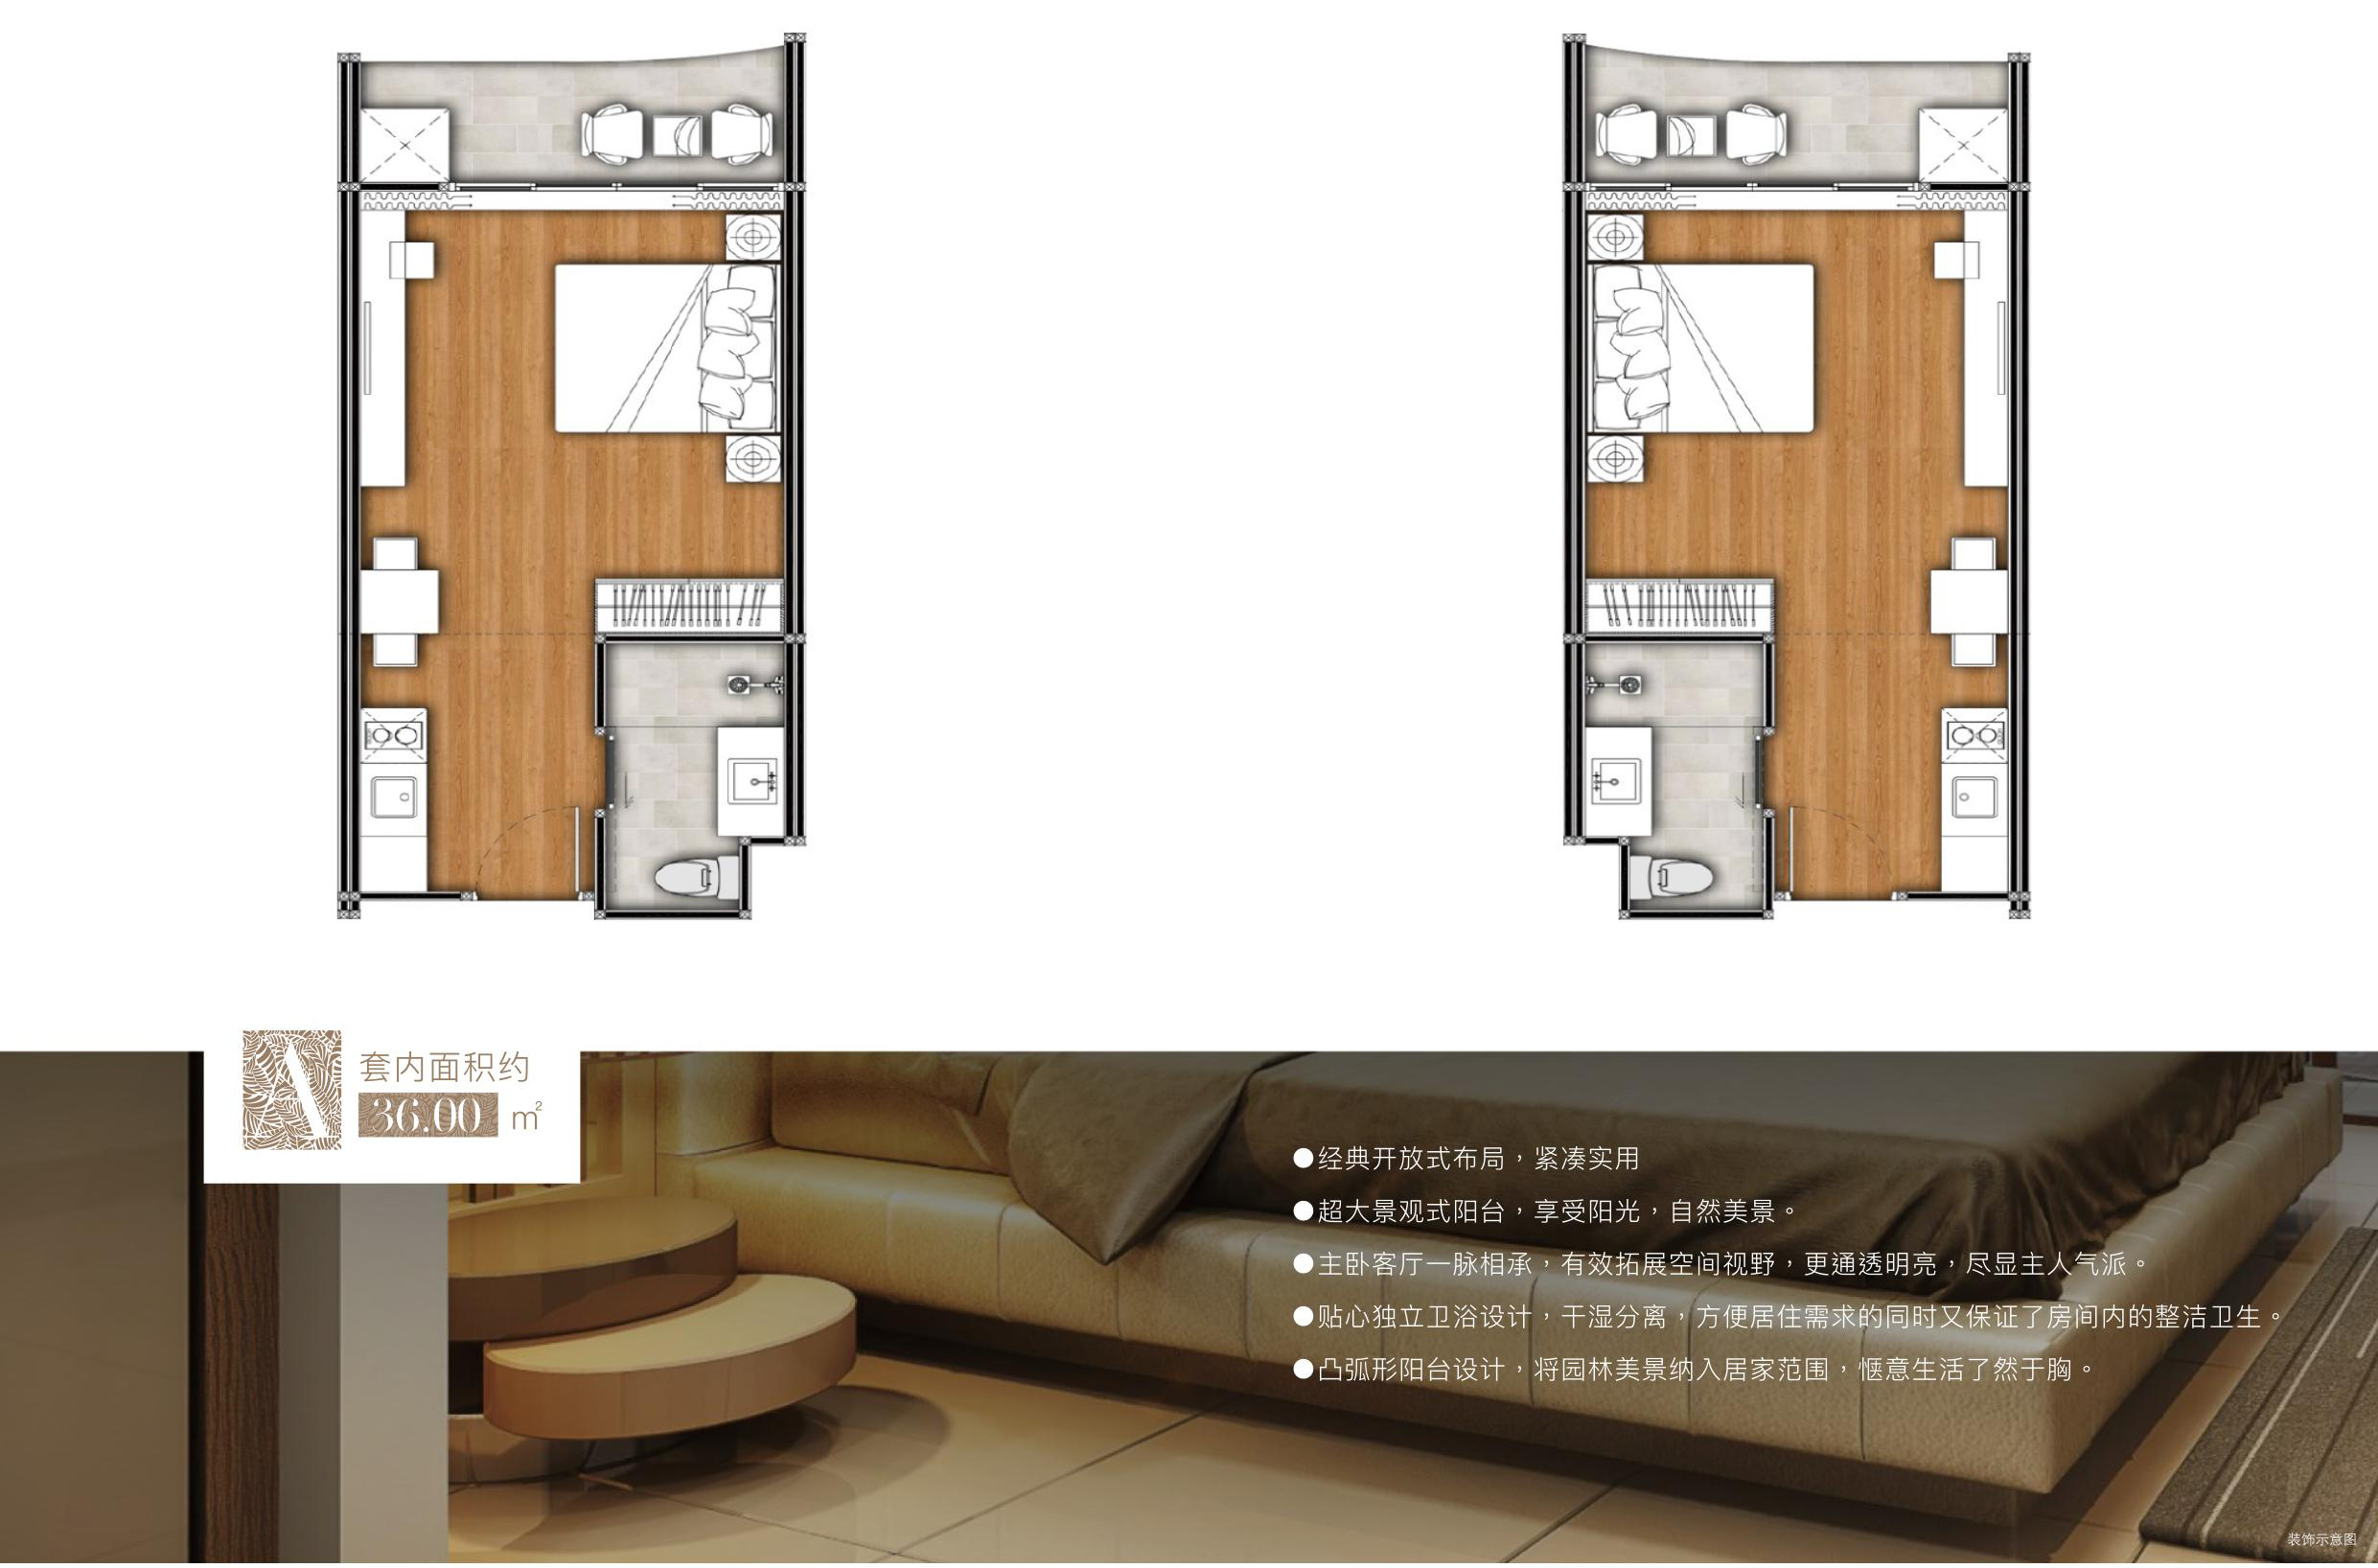 A
套内面积约
36.00 m²
●经典开放式布局，紧凑实用
●超大景观式阳台，享受阳光，自然美景。
●主卧客厅一脉相承，有效拓展空间视野，更通透明亮，尽显主人气派。
●贴心独立卫浴设计，干湿分离，方便居住需求的同时又保证了房间内的整洁卫生。
●凸弧形阳台设计，将园林美景纳入居家范围，惬意生活了然于胸。
装饰示意图